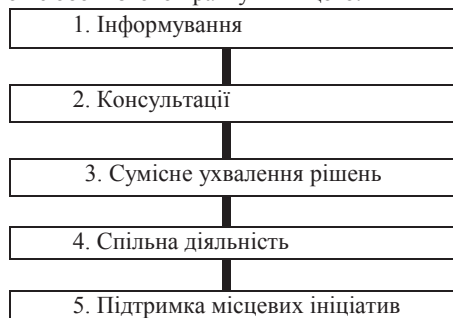 1. Інформування
2. Консультації
3. Сумісне ухвалення рішень
4. Спільна діяльність
5. Підтримка місцевих ініціатив